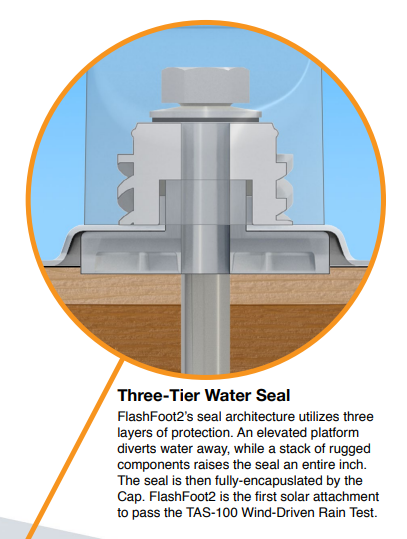 Three-Tier Water Seal
FlashFoot2's seal architecture utilizes three
layers of protection. An elevated platform
diverts water away, while a stack of rugged
components raises the seal an entire inch.
The seal is then fully-encapuslated by the
Cap. FlashFoot2 is the first solar attachment
to pass the TAS-100 Wind-Driven Rain Test.